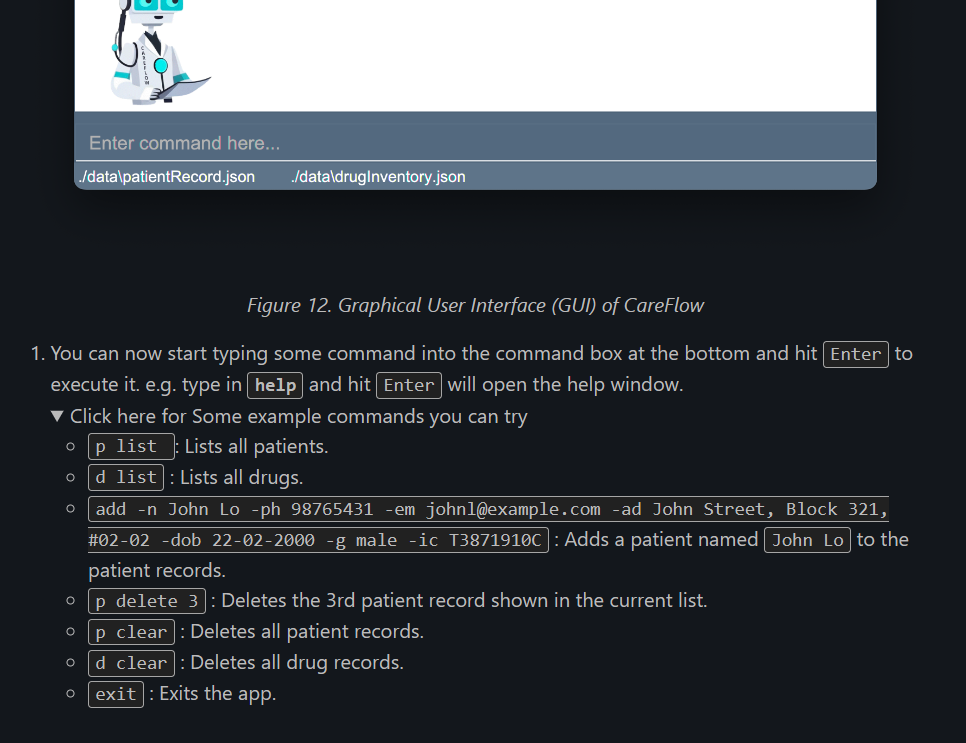 CAREFLOW
Enter command here...
./data\patientRecord.json ./data\drugInventory.json
Figure 12. Graphical User Interface (GUI) of CareFlow
1. You can now start typing some command into the command box at the bottom and hit Enter to
execute it. e.g. type in help and hit Enter will open the help window.
▼ Click here for Some example commands you can try
p list : Lists all patients.
d list : Lists all drugs.
add -n John Lo -ph 98765431 -em johnl@example.com -ad John Street, Block 321,
#02-02 -dob 22-02-2000 -g male -ic T3871910C : Adds a patient named John Lo to the
patient records.
p delete 3 : Deletes the 3rd patient record shown in the current list.
p clear : Deletes all patient records.
d clear : Deletes all drug records.
exit : Exits the app.